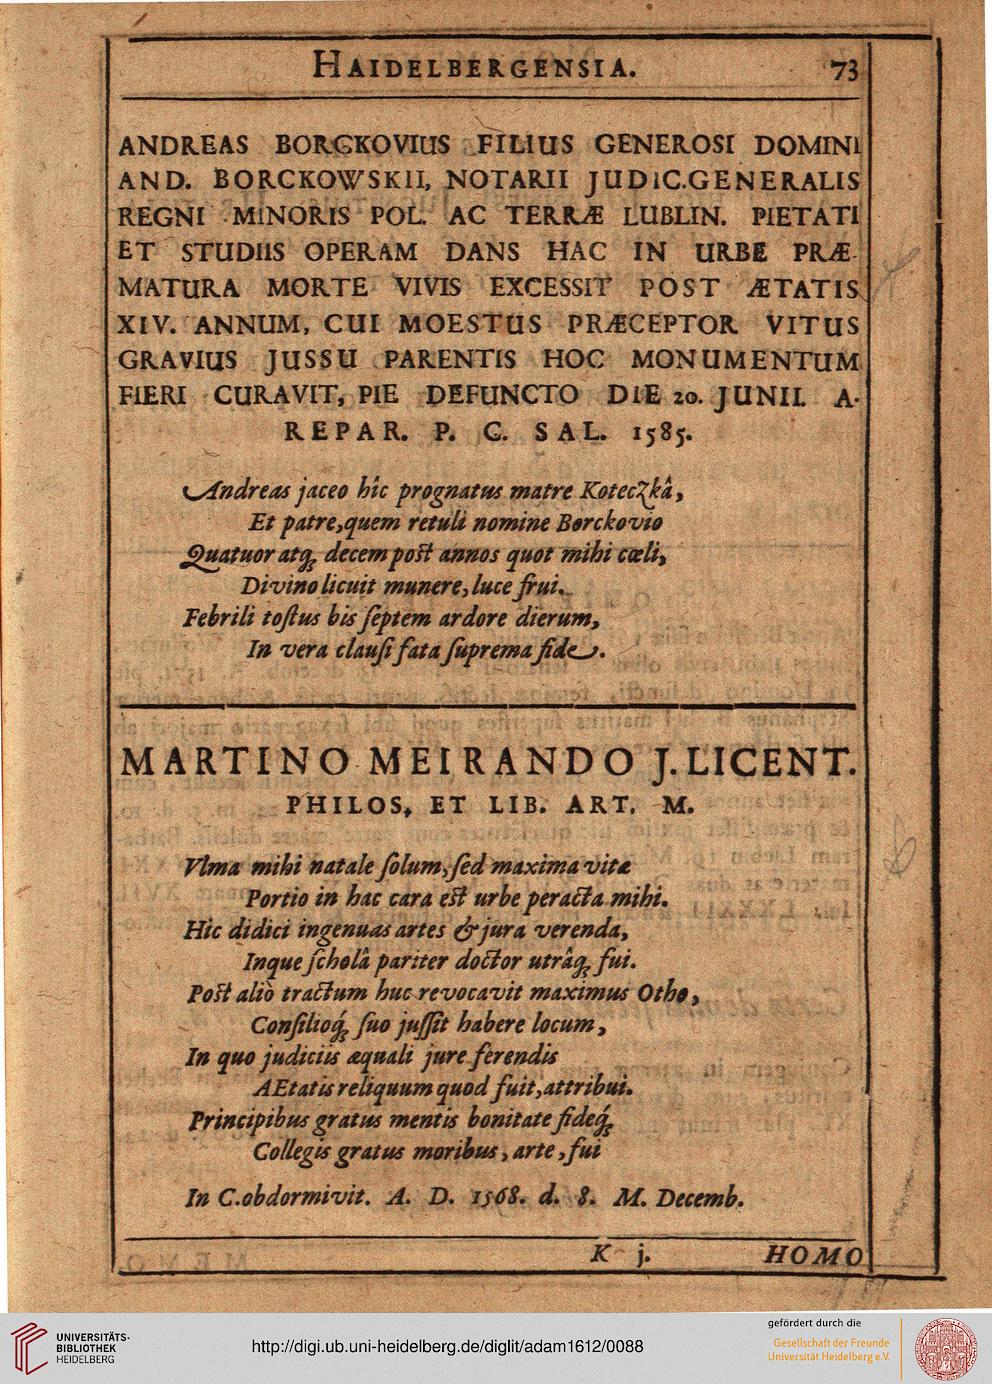 HAIDELBERGENSIA. 73
ANDREAS BORCKOVIUS FILIUS GENEROSI DOMINI
AND. BORCKOWSKII, NOTARII JUDIC.GENERALIS
REGNI MINORIS POL. AC TERRÆ LUBLIN. PIETATI
ET STUDIIS OPERAM DANS HAC IN URBE PRÆ-
MATURA MORTE VIVIS EXCESSIT POST ÆTATIS
XIV. ANNUM, CUI MOESTUS PRÆCEPTOR VITUS
GRAVIUS JUSSU PARENTIS HOC MONUMENTUM
FIERI CURAVIT, PIE DEFUNCTO DIE 20. JUNII. A.
REPAR. P. C. SAL. 1585.
Andreas jaceo hîc prognatus matre Koteczkâ,
Et patre,quem retuli nomine Borckovio
Quatuor atq; decem post annos quot mihi cœli,
Divino licuit munere, luce frui.
Febrili tostus bis septem ardore dierum,
In vera clausi fata suprema fide.
MARTINO MEIRANDO J. LICENT.
PHILOS, ET LIB. ART. M.
Vlma mihi natale solum, sed maxima vitæ
Portio in hac cara est urbe peracta mihi.
Hic didici ingenuas artes & jura verenda,
Inque scholâ pariter doctor utrâq; fui.
Post aliò tractum huc revocavit maximus Otho,
Consilioq́; suo jussit habere locum,
In quo judiciis æquali jure ferendis
AEtatis reliquum quod fuit, attribui.
Principibus gratus mentis bonitate fideq́;
Collegis gratus moribus, arte, fui
In C. obdormivit. A. D. 1568. d. 8. M. Decemb.
K j. HOMO
UNIVERSITÄTS-
BIBLIOTHEK
HEIDELBERG
http://digi.ub.uni-heidelberg.de/diglit/adam1612/0088
gefördert durch die
Gesellschaft der Freunde
Universität Heidelberg e.V.